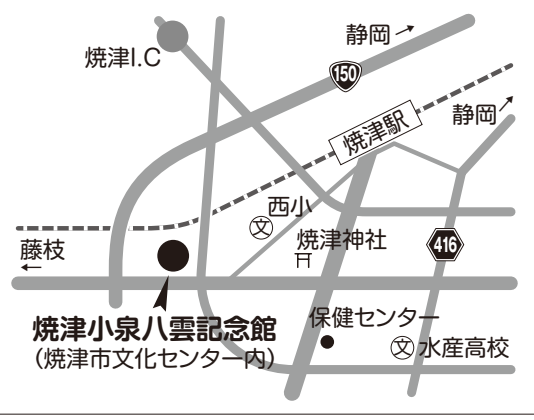 静岡
焼津I.C
150
静岡
焼津駅
西小
文
焼津神社
416
藤枝
焼津小泉八雲記念館
(焼津市文化センター内)
保健センター
文 水産高校